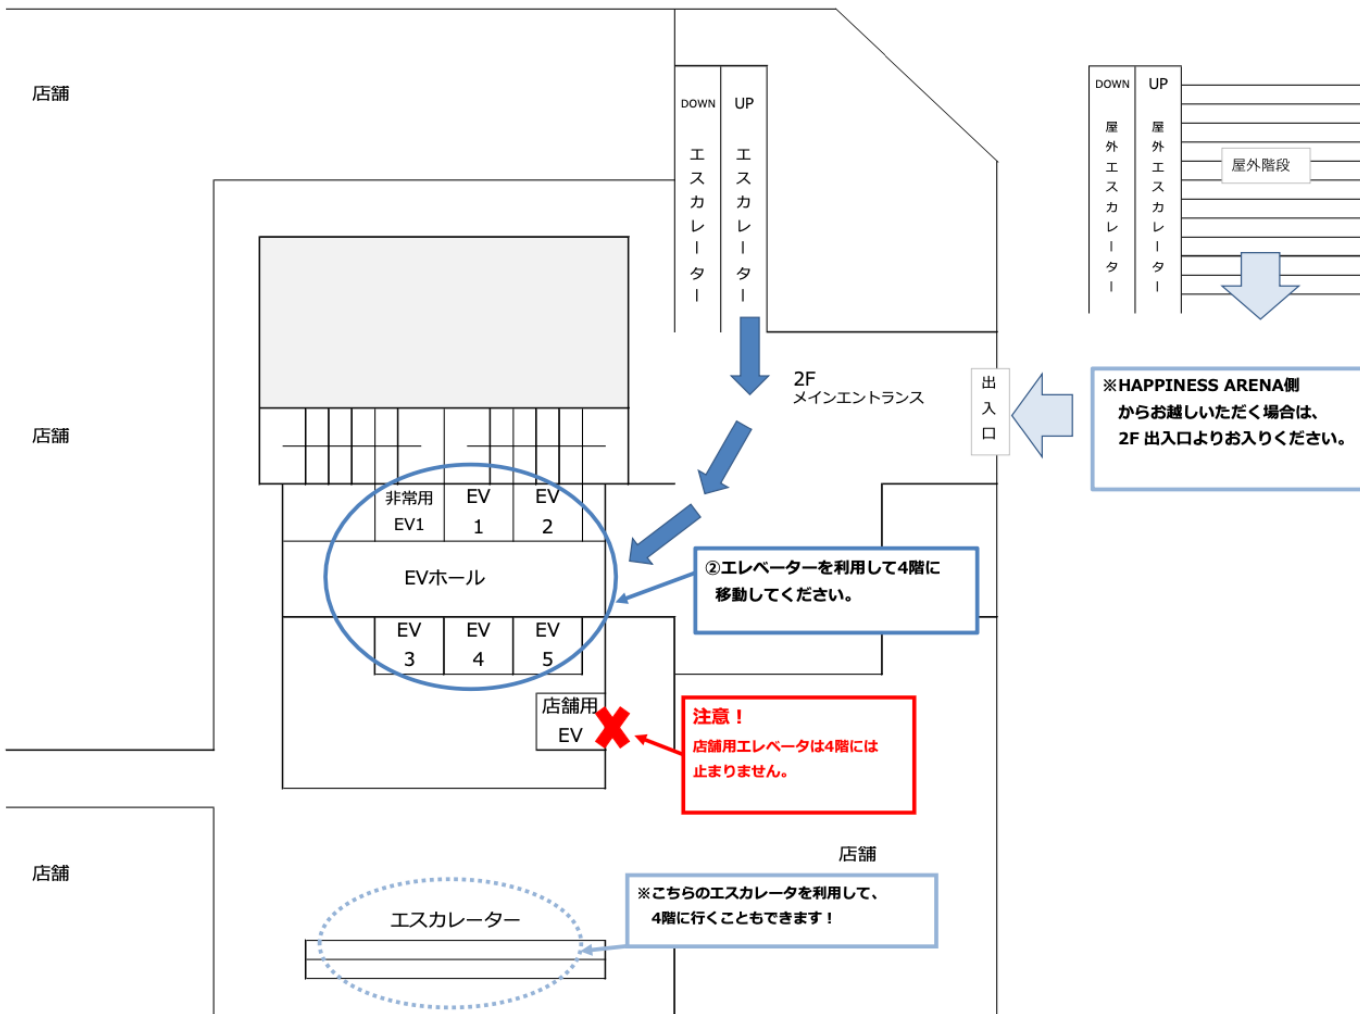 店舗
DOWN
UP
エスカレーター
エスカレーター
DOWN
UP
屋外エスカレーター
屋外エスカレーター
屋外階段
2F
メインエントランス
出入口
※HAPPINESS ARENA側
からお越しいただく場合は、
2F 出入口よりお入りください。
店舗
非常用
EV1
EV
1
EV
2
EVホール
②エレベーターを利用して4階に
移動してください。
EV
3
EV
4
EV
5
店舗用
EV
注意！
店舗用エレベータは4階には
止まりません。
店舗
店舗
エスカレーター
※こちらのエスカレータを利用して、
4階に行くこともできます！